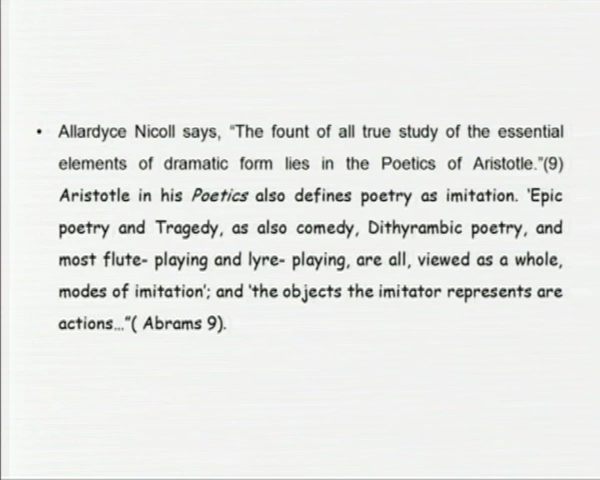 • Allardyce Nicoll says, "The fount of all true study of the essential
elements of dramatic form lies in the Poetics of Aristotle."(9)
Aristotle in his Poetics also defines poetry as imitation. 'Epic
poetry and Tragedy, as also comedy, Dithyrambic poetry, and
most flute- playing and lyre- playing, are all, viewed as a whole,
modes of imitation'; and 'the objects the imitator represents are
actions..."( Abrams 9).